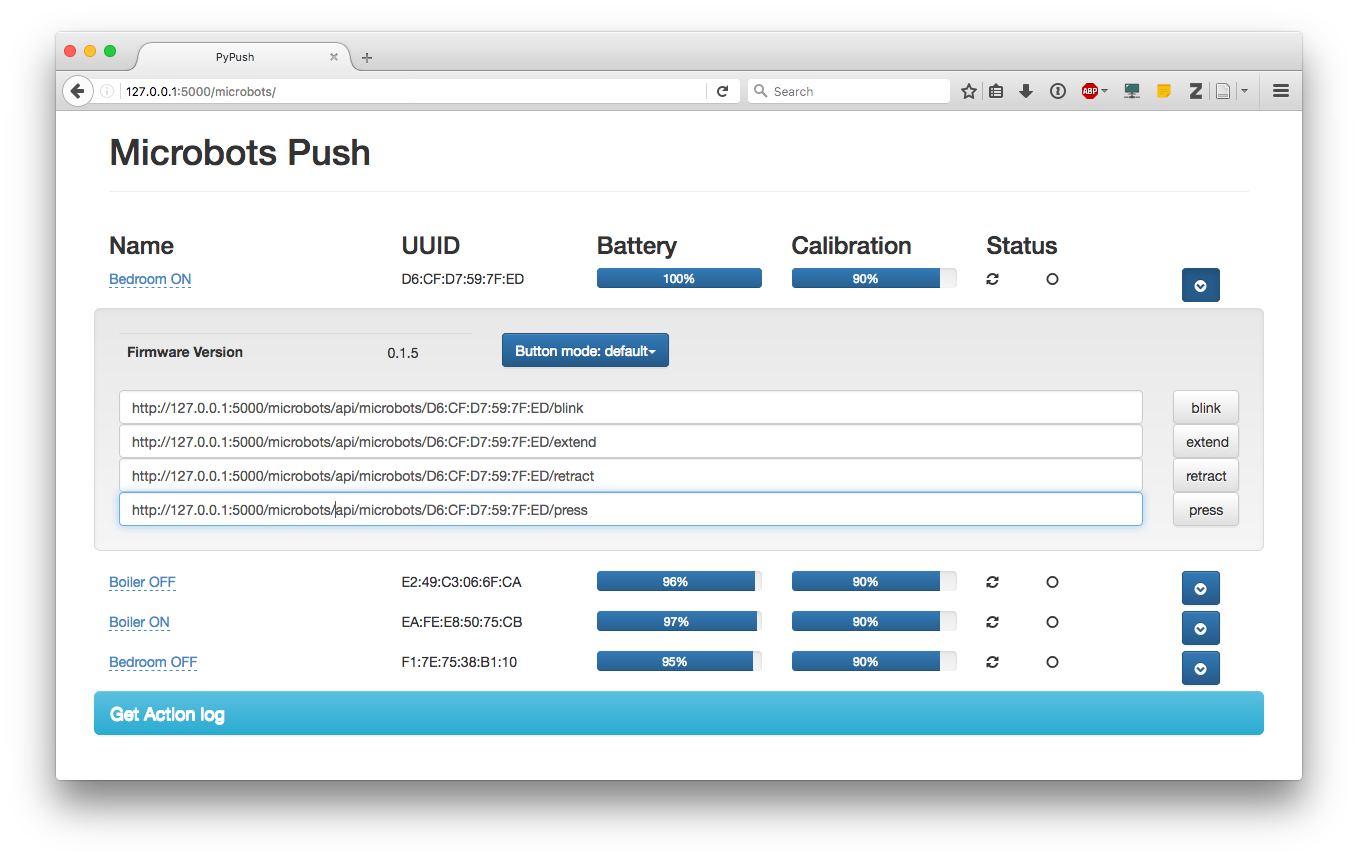 PyPush
127.0.0.1:5000/microbots/
Search
ABP
Z
Microbots Push
Name UUID Battery Calibration Status
Bedroom ON D6:CF:D7:59:7F:ED 100% 90%
Firmware Version 0.1.5 Button mode: default
http://127.0.0.1:5000/microbots/api/microbots/D6:CF:D7:59:7F:ED/blink blink
http://127.0.0.1:5000/microbots/api/microbots/D6:CF:D7:59:7F:ED/extend extend
http://127.0.0.1:5000/microbots/api/microbots/D6:CF:D7:59:7F:ED/retract retract
http://127.0.0.1:5000/microbots/api/microbots/D6:CF:D7:59:7F:ED/press press
Boiler OFF E2:49:C3:06:6F:CA 96% 90%
Boiler ON EA:FE:E8:50:75:CB 97% 90%
Bedroom OFF F1:7E:75:38:B1:10 95% 90%
Get Action log